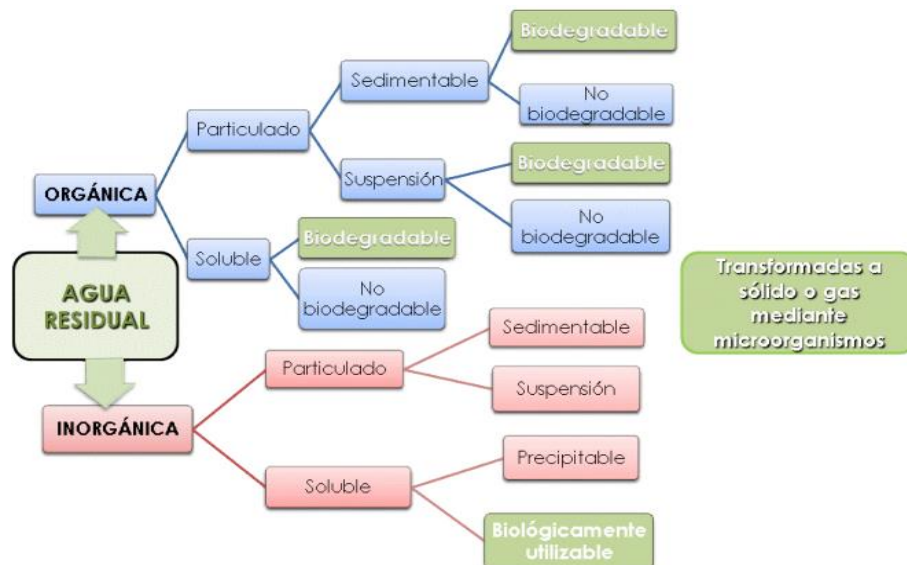 Biodegradable
Sedimentable
No
biodegradable
Particulado
Biodegradable
Suspensión
ORGÁNICA
No
biodegradable
Biodegradable
Soluble
No
biodegradable
AGUA
RESIDUAL
Transformadas a
sólido o gas
mediante
microorganismos
Sedimentable
Particulado
Suspensión
INORGÁNICA
Precipitable
Soluble
Biológicamente
utilizable